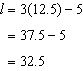 l = 3(12.5) − 5
= 37.5 − 5
= 32.5